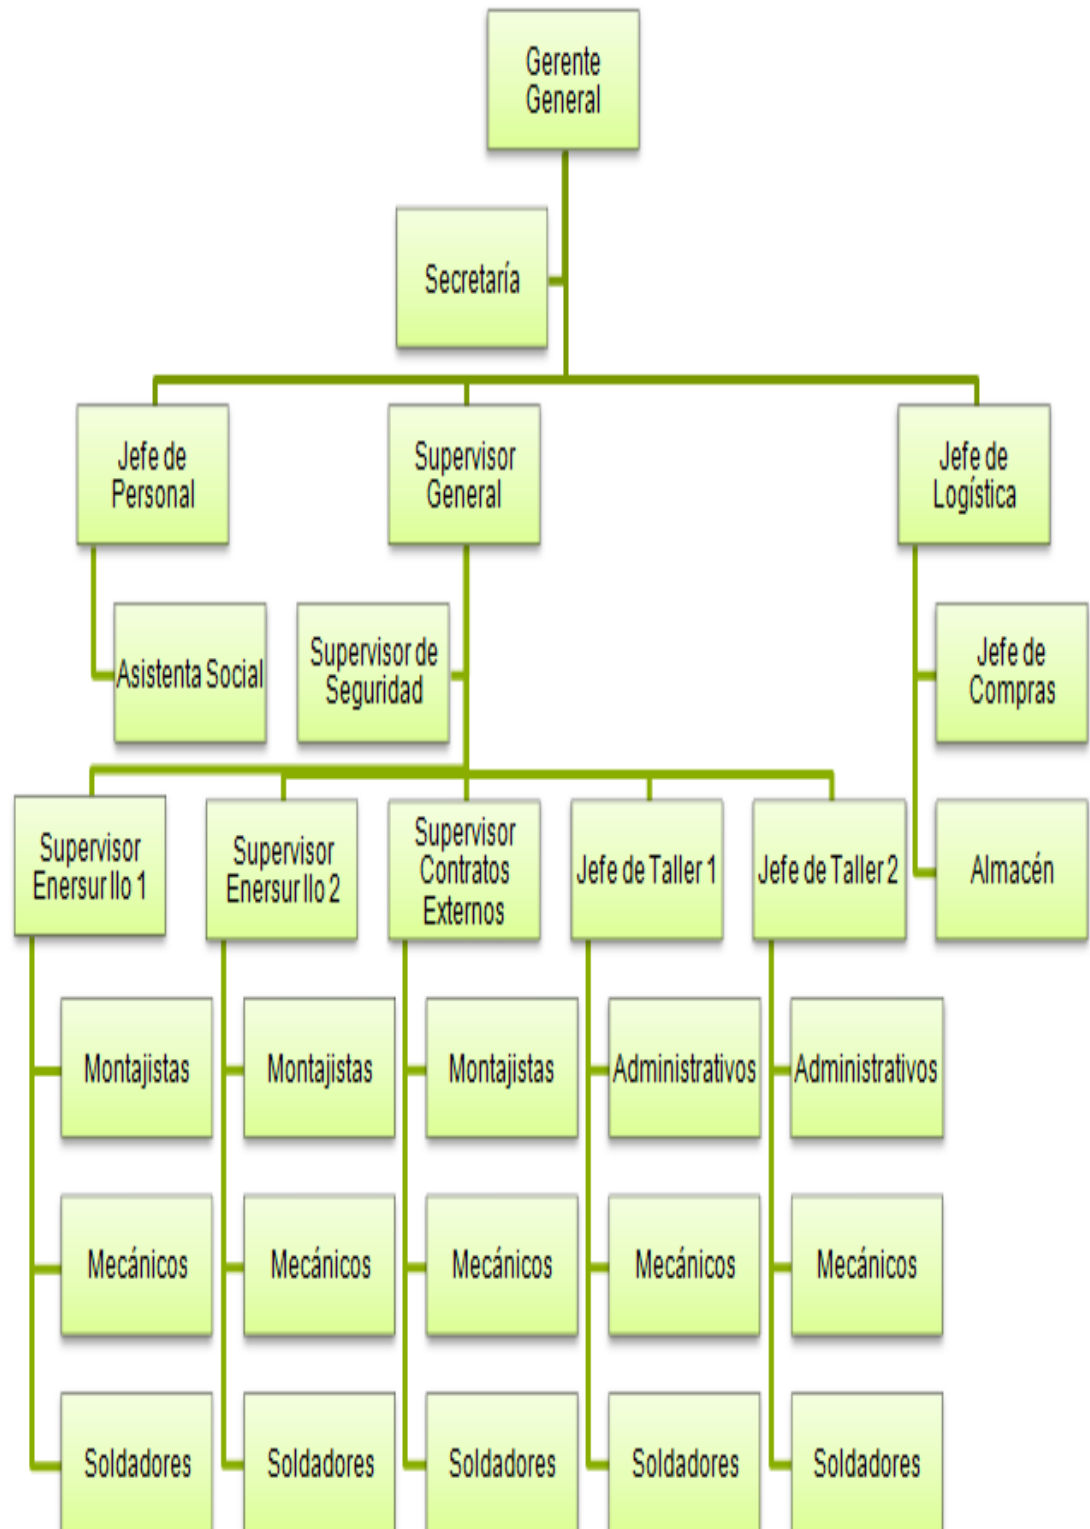 Gerente
General
Secretaría
Jefe de
Personal
Supervisor
General
Jefe de
Logística
Asistenta Social
Supervisor de
Seguridad
Jefe de
Compras
Supervisor
Enersur Ilo 1
Supervisor
Enersur Ilo 2
Supervisor
Contratos
Externos
Jefe de Taller 1
Jefe de Taller 2
Almacén
Montajistas
Montajistas
Montajistas
Administrativos
Administrativos
Mecánicos
Mecánicos
Mecánicos
Mecánicos
Mecánicos
Soldadores
Soldadores
Soldadores
Soldadores
Soldadores